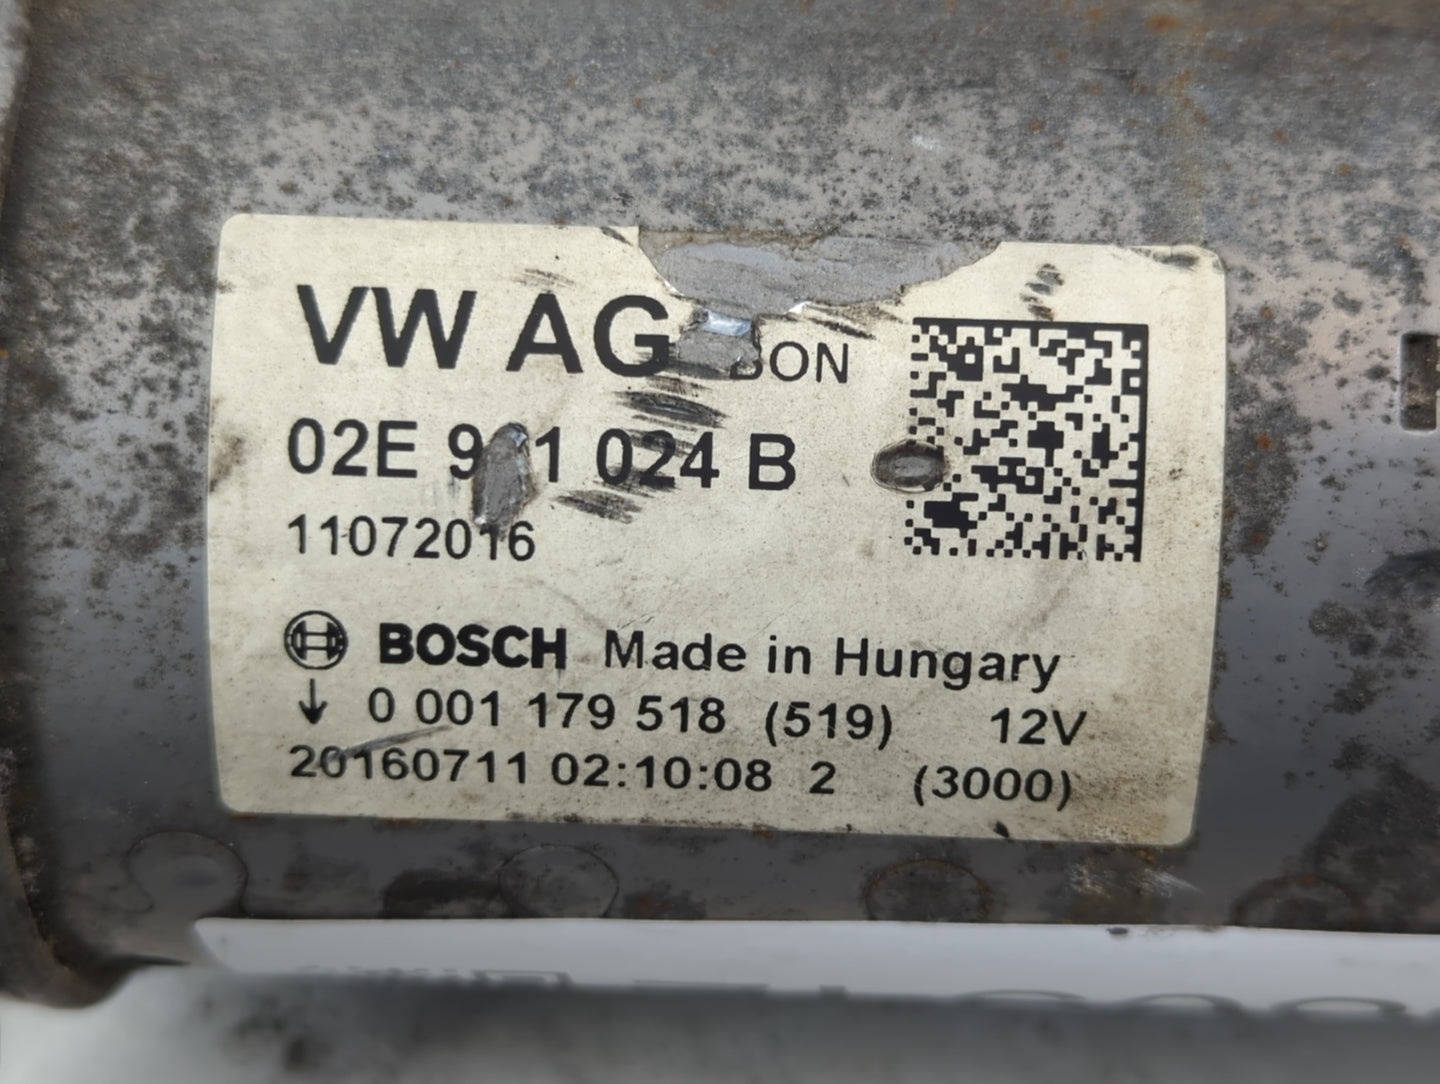 VW AG
02E 024 B
11072016
BOSCH Made in Hungary
↓ 0 001 179 518 (519) 12V
20160711 02:10:08 2 (3000)